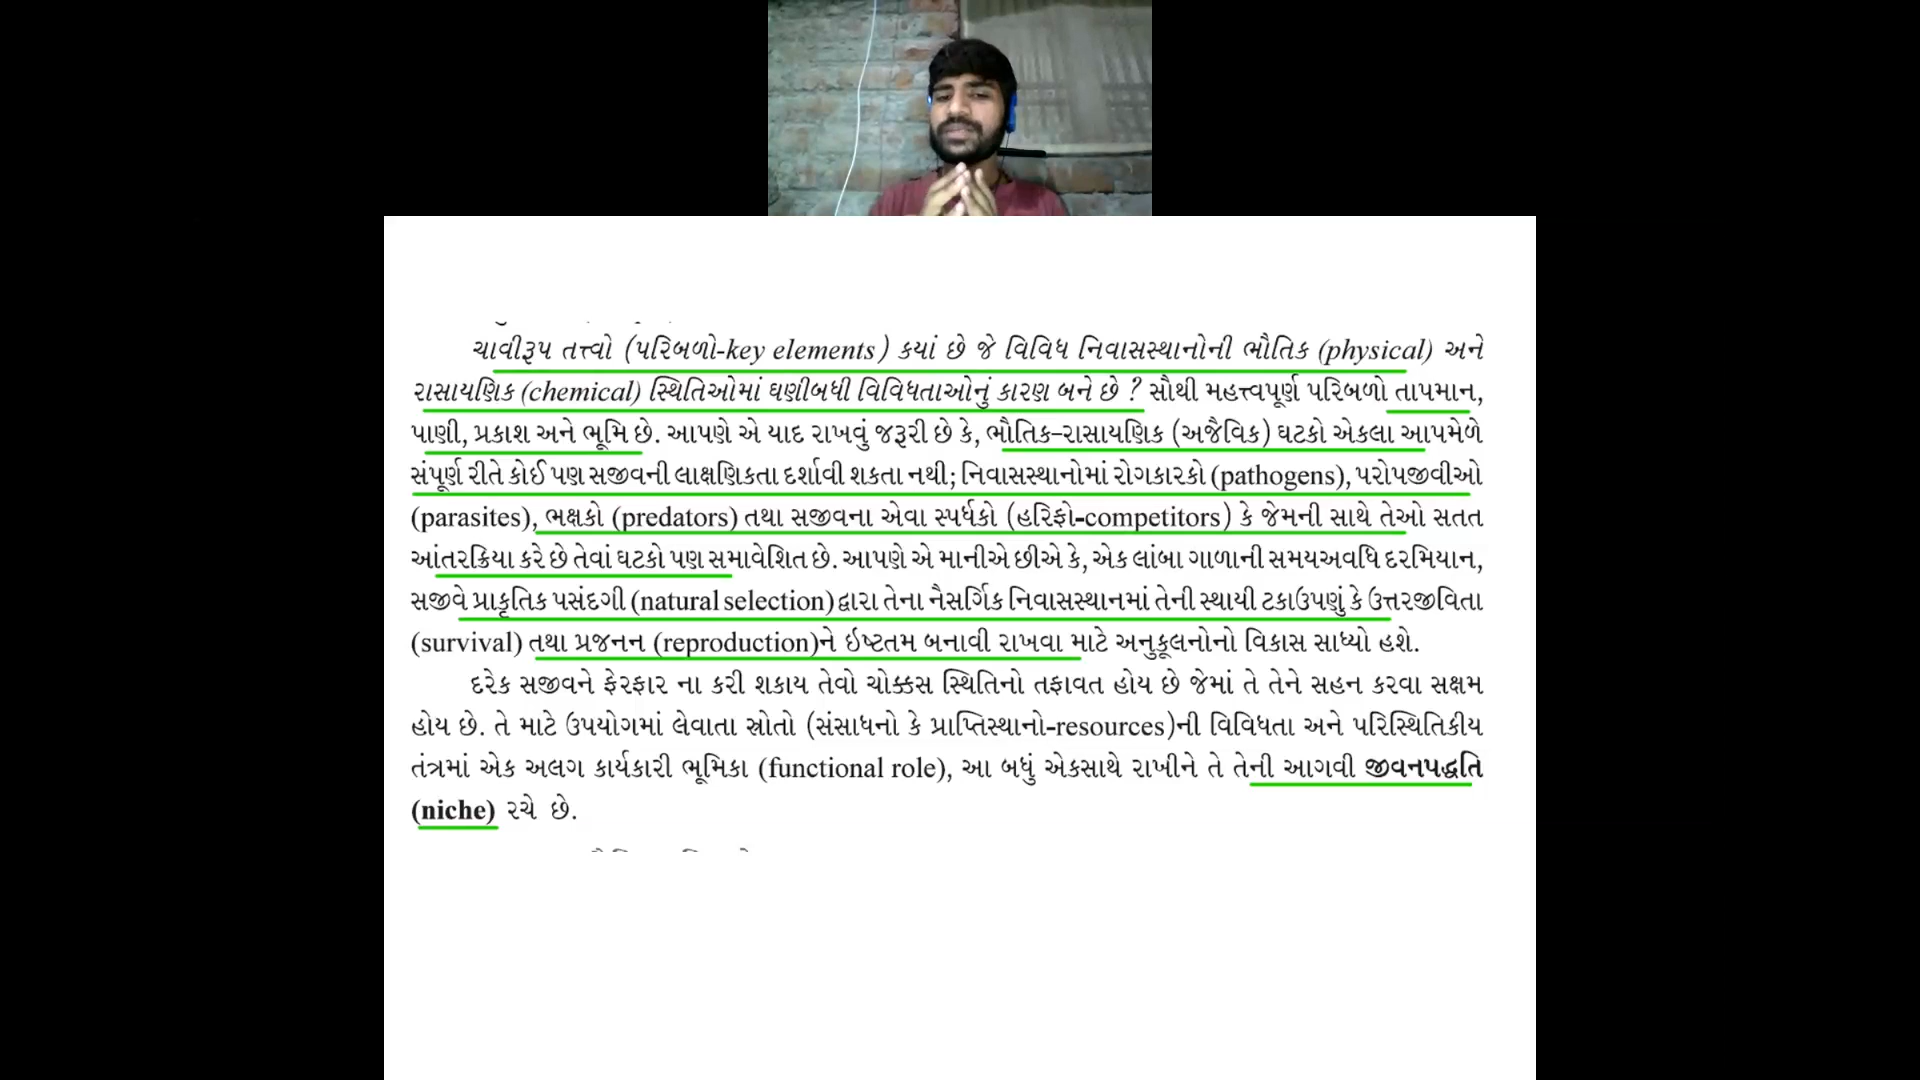 ચાવીરૂપ તત્ત્વો (પરિબળો-key elements) કયાં છે જે વિવિધ નિવાસસ્થાનોની ભૌતિક (physical) અને
રાસાયણિક (chemical) સ્થિતિઓમાં ઘણીબધી વિવિધતાઓનું કારણ બને છે ? સૌથી મહત્ત્વપૂર્ણ પરિબળો તાપમાન,
પાણી, પ્રકાશ અને ભૂમિ છે. આપણે એ યાદ રાખવું જરૂરી છે કે, ભૌતિક-રાસાયણિક (અજૈવિક) ઘટકો એકલા આપમેળે
સંપૂર્ણ રીતે કોઈ પણ સજીવની લાક્ષણિકતા દર્શાવી શકતા નથી; નિવાસસ્થાનોમાં રોગકારકો (pathogens), પરોપજીવીઓ
(parasites), ભક્ષકો (predators) તથા સજીવના એવા સ્પર્ધકો (હરિફો-competitors) કે જેમની સાથે તેઓ સતત
આંતરક્રિયા કરે છે તેવાં ઘટકો પણ સમાવેશિત છે. આપણે એ માનીએ છીએ કે, એક લાંબા ગાળાની સમયઅવધિ દરમિયાન,
સજીવે પ્રાકૃતિક પસંદગી (natural selection) દ્વારા તેના નૈસર્ગિક નિવાસસ્થાનમાં તેની સ્થાયી ટકાઉપણું કે ઉત્તરજીવિતા
(survival) તથા પ્રજનન (reproduction)ને ઇષ્ટતમ બનાવી રાખવા માટે અનુકૂલનોનો વિકાસ સાધ્યો હશે.
દરેક સજીવને ફેરફાર ના કરી શકાય તેવો ચોક્કસ સ્થિતિનો તફાવત હોય છે જેમાં તે તેને સહન કરવા સક્ષમ
હોય છે. તે માટે ઉપયોગમાં લેવાતા સ્રોતો (સંસાધનો કે પ્રાપ્તિસ્થાનો-resources)ની વિવિધતા અને પરિસ્થિતિકીય
તંત્રમાં એક અલગ કાર્યકારી ભૂમિકા (functional role), આ બધું એકસાથે રાખીને તે તેની આગવી જીવનપદ્ધતિ
(niche) રચે છે.